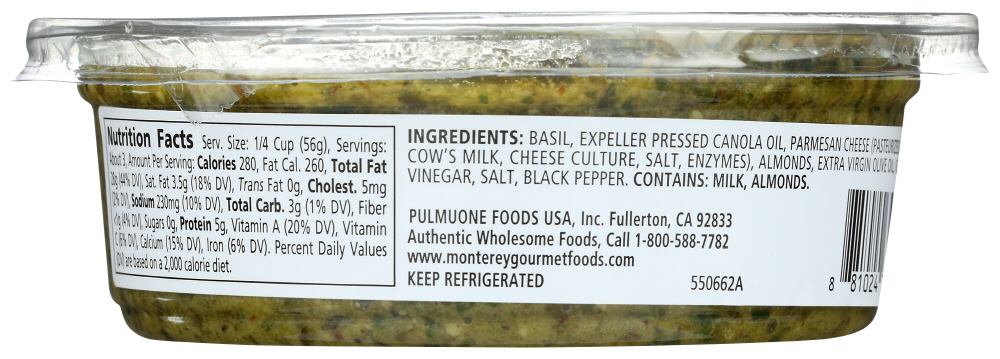 Nutrition Facts Serv. Size: 1/4 Cup (56g), Servings:
About 3, Amount Per Serving: Calories 280, Fat Cal. 260, Total Fat
28g (44% DV), Sat. Fat 3.5g (18% DV), Trans Fat 0g, Cholest. 5mg
(2% DV), Sodium 230mg (10% DV), Total Carb. 3g (1% DV), Fiber
<1g (4% DV), Sugars 0g, Protein 5g, Vitamin A (20% DV), Vitamin
C (6% DV), Calcium (15% DV), Iron (6% DV). Percent Daily Values
(DV) are based on a 2,000 calorie diet.
INGREDIENTS: BASIL, EXPELLER PRESSED CANOLA OIL, PARMESAN CHEESE
COW'S MILK, CHEESE CULTURE, SALT, ENZYMES), ALMONDS, EXTRA VIRGIN OLIVE OIL,
VINEGAR, SALT, BLACK PEPPER. CONTAINS: MILK, ALMONDS.
PULMUONE FOODS USA, Inc. Fullerton, CA 92833
Authentic Wholesome Foods, Call 1-800-588-7782
www.montereygourmetfoods.com
KEEP REFRIGERATED
550662A
8 81024